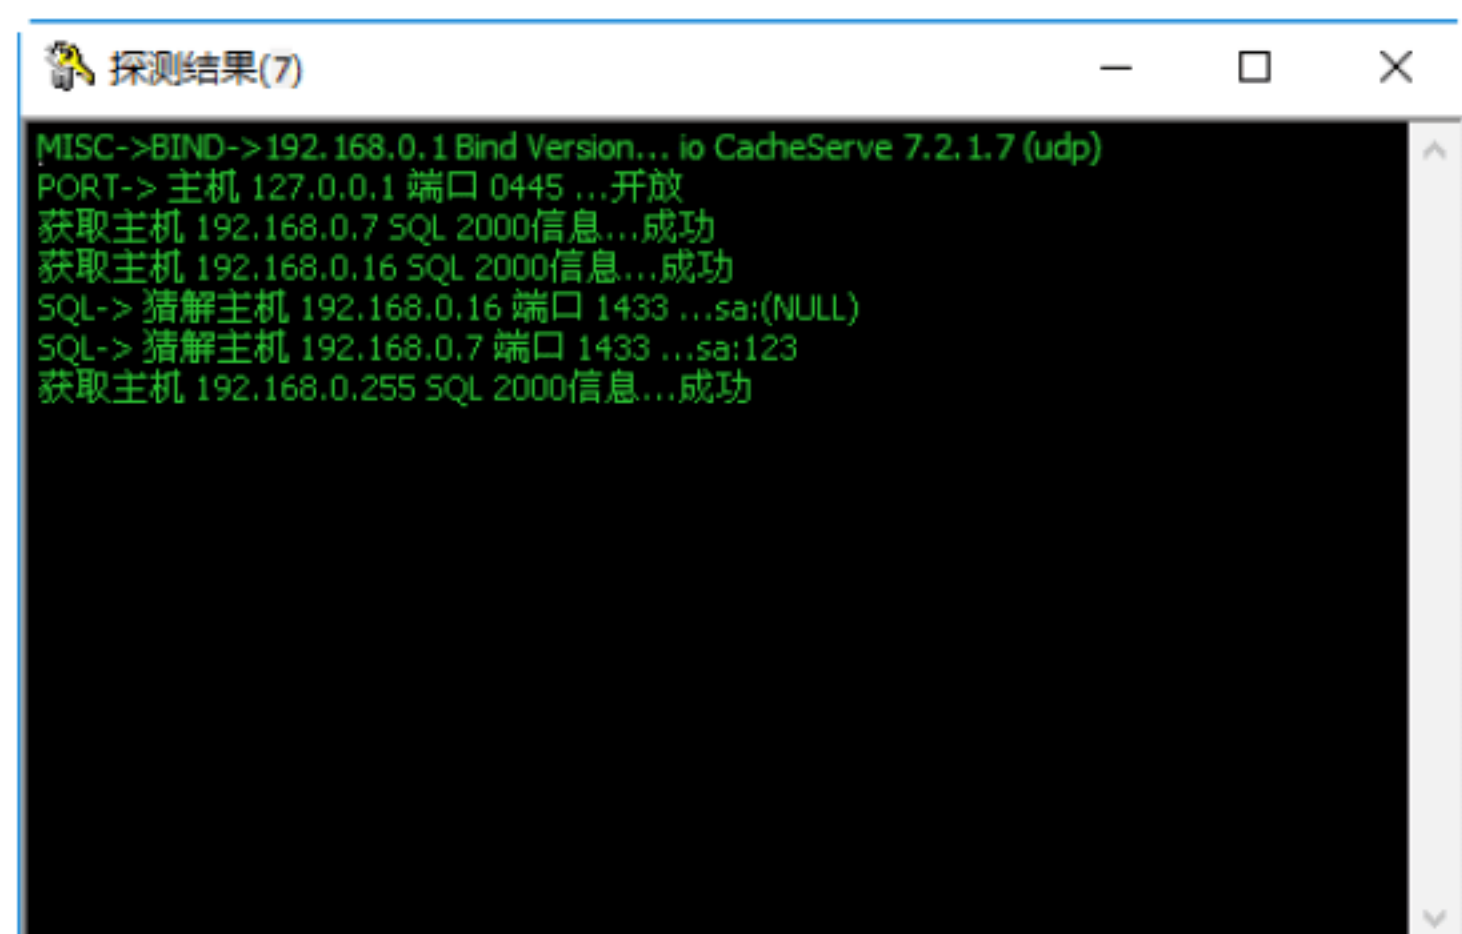 探测结果(7)
MISC->BIND->192.168.0.1 Bind Version... io CacheServe 7.2.1.7 (udp)
PORT-> 主机 127.0.0.1 端口 0445 ...开放
获取主机 192.168.0.7 SQL 2000信息...成功
获取主机 192.168.0.16 SQL 2000信息...成功
SQL-> 猜解主机 192.168.0.16 端口 1433 ...sa:(NULL)
SQL-> 猜解主机 192.168.0.7 端口 1433 ...sa:123
获取主机 192.168.0.255 SQL 2000信息...成功